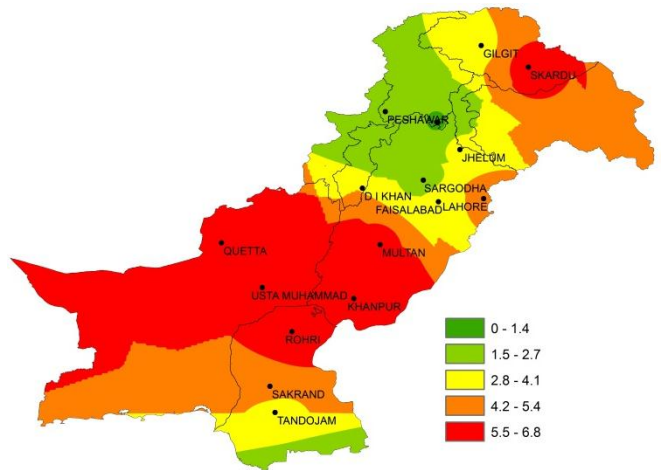 GILGIT
SKARDU
PESHAWAR
JHELUM
SARGODHA
D I KHAN
FAISALABAD
LAHORE
QUETTA
MULTAN
USTA MUHAMMAD
KHANPUR
ROHRI
SAKRAND
TANDOJAM
0 - 1.4
1.5 - 2.7
2.8 - 4.1
4.2 - 5.4
5.5 - 6.8